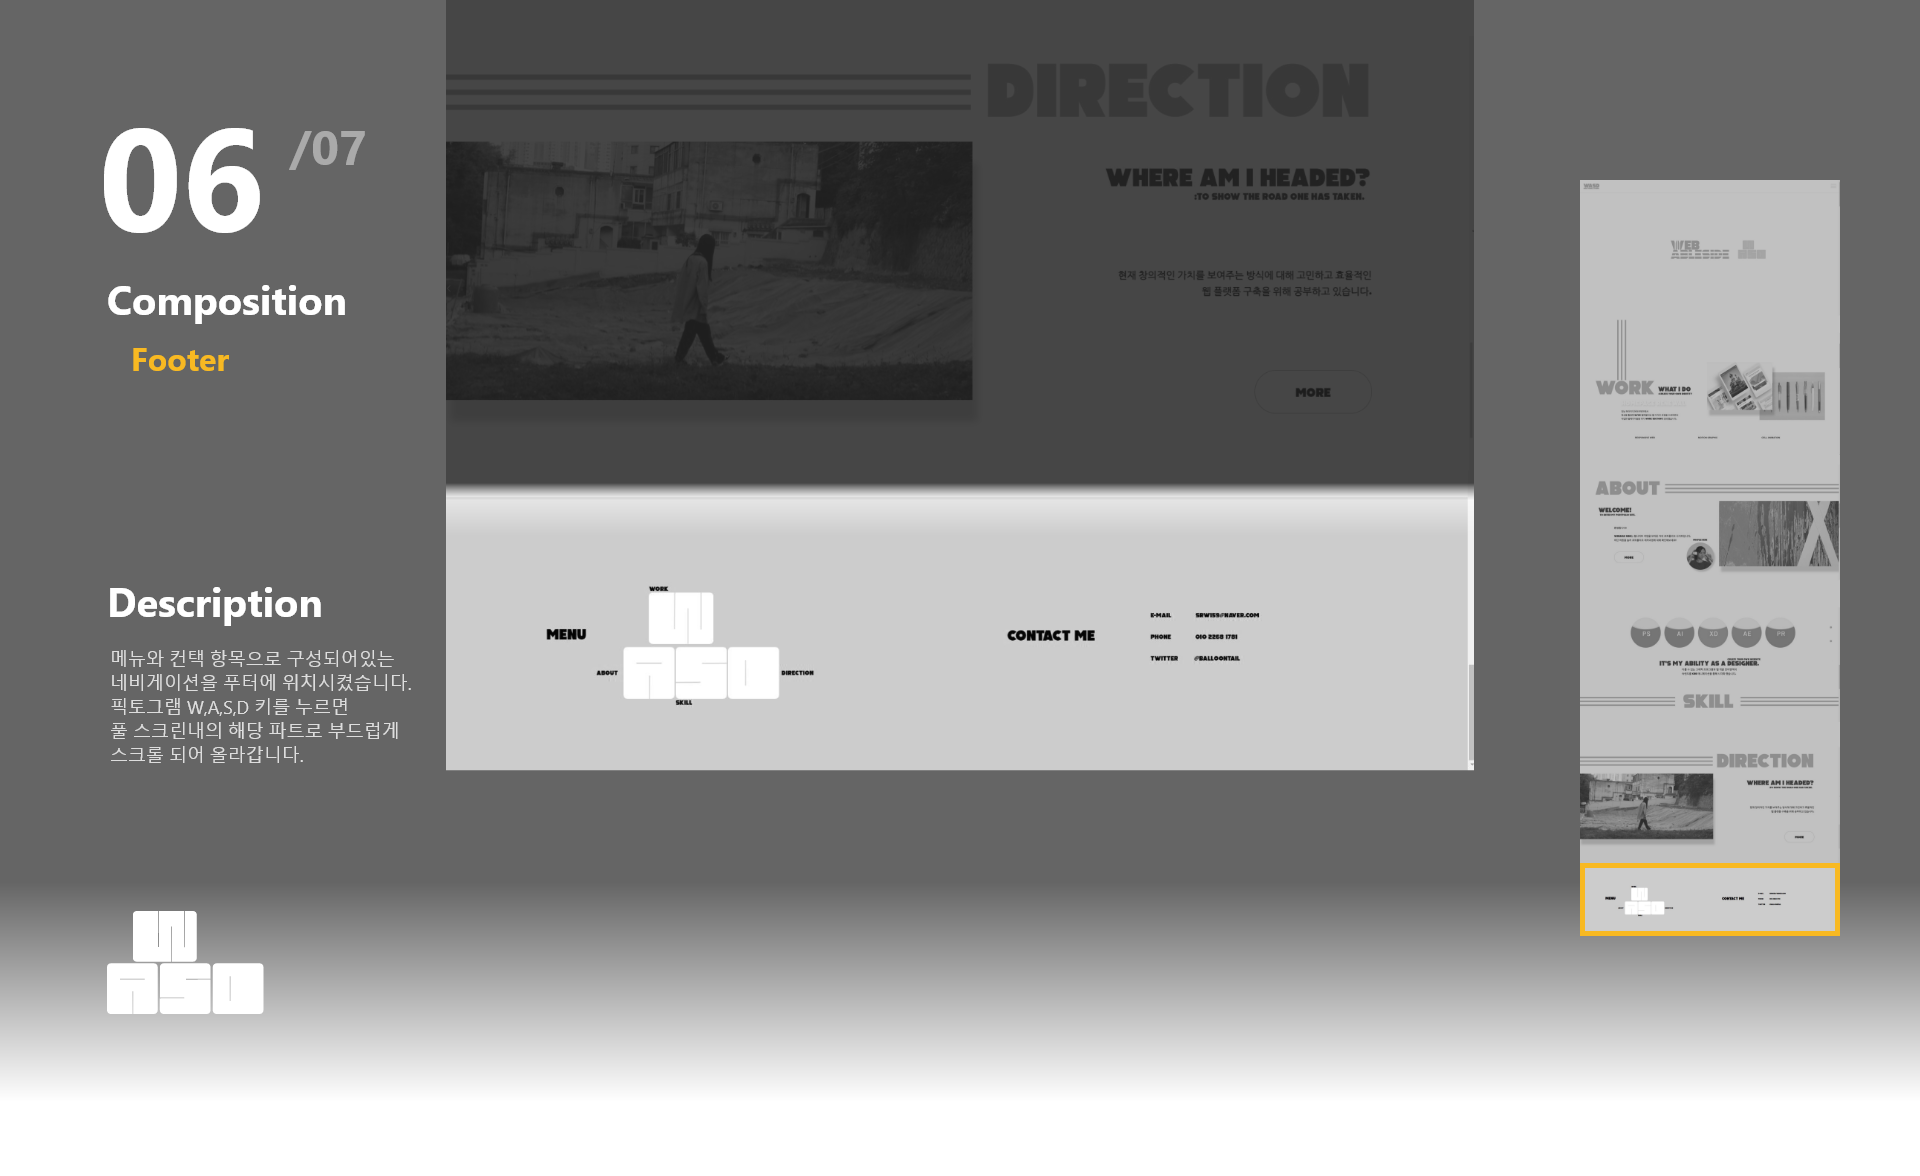 06 /07
Composition
Footer
Description
메뉴와 컨택 항목으로 구성되어있는
네비게이션을 푸터에 위치시켰습니다.
픽토그램 W,A,S,D 키를 누르면
풀 스크린내의 해당 파트로 부드럽게
스크롤 되어 올라갑니다.
W
ASD
DIRECTION
WHERE AM I HEADED?
:TO SHOW THE ROAD ONE HAS TAKEN.
현재 창의적인 가치를 보여주는 방식에 대해 고민하고 효율적인
웹 플랫폼 구축을 위해 공부하고 있습니다.
MORE
MENU
WORK
W
ABOUT
ASD
DIRECTION
SKILL
CONTACT ME
E-MAIL SRW159@NAVER.COM
PHONE 010 2268 1781
TWITTER @BALLOONTAIL
WEB
WORK
WHAT I DO
ABOUT
WELCOME!
MORE
PS AI XD AE PR
IT'S MY ABILITY AS A DESIGNER.
SKILL
DIRECTION
WHERE AM I HEADED?
MORE
MENU
CONTACT ME